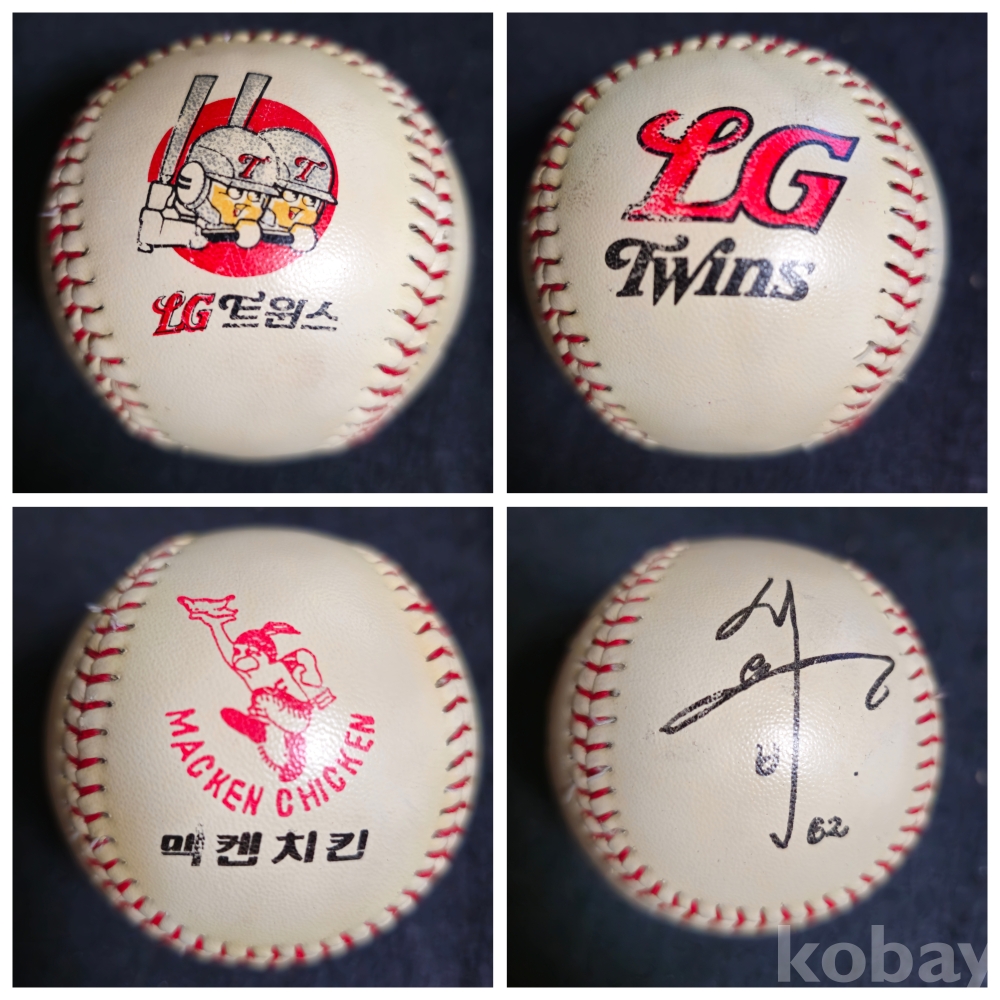 T T
LG 트윈스
LG
Twins
MACKEN CHICKEN
맥켄치킨
62
kobay